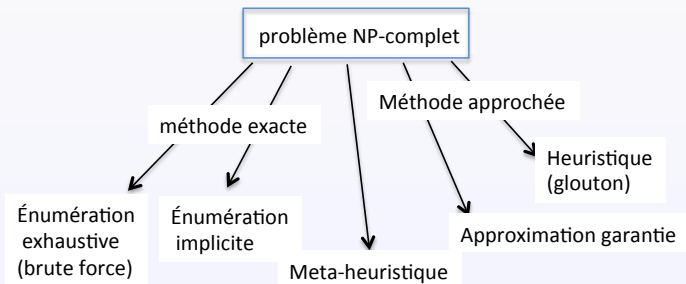 problème NP-complet
Méthode approchée
méthode exacte
Heuristique
(glouton)
Énumération
exhaustive
(brute force)
Énumération
implicite
Approximation garantie
Meta-heuristique